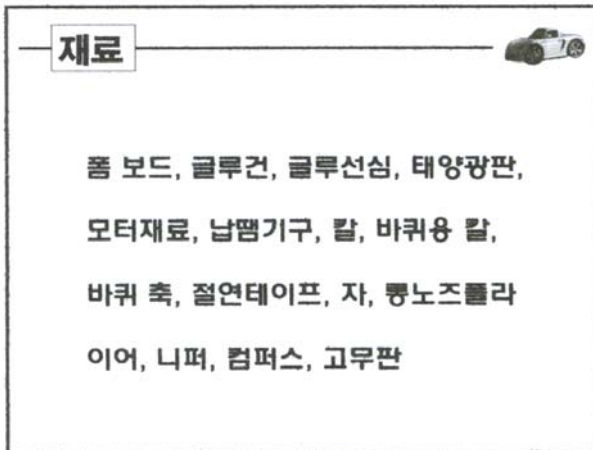 재료
폼 보드, 글루건, 글루선심, 태양광판,
모터재료, 납땜기구, 칼, 바퀴용 칼,
바퀴 축, 절연테이프, 자, 롱노즈플라
이어, 니퍼, 컴퍼스, 고무판